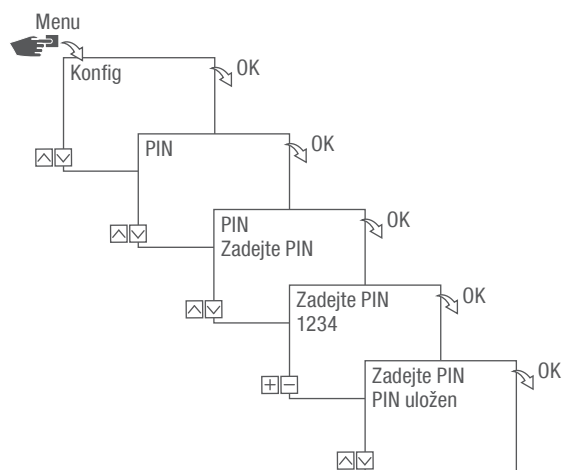 Menu
Konfig
OK
PIN
OK
PIN
Zadejte PIN
OK
Zadejte PIN
1234
OK
Zadejte PIN
PIN uložen
OK